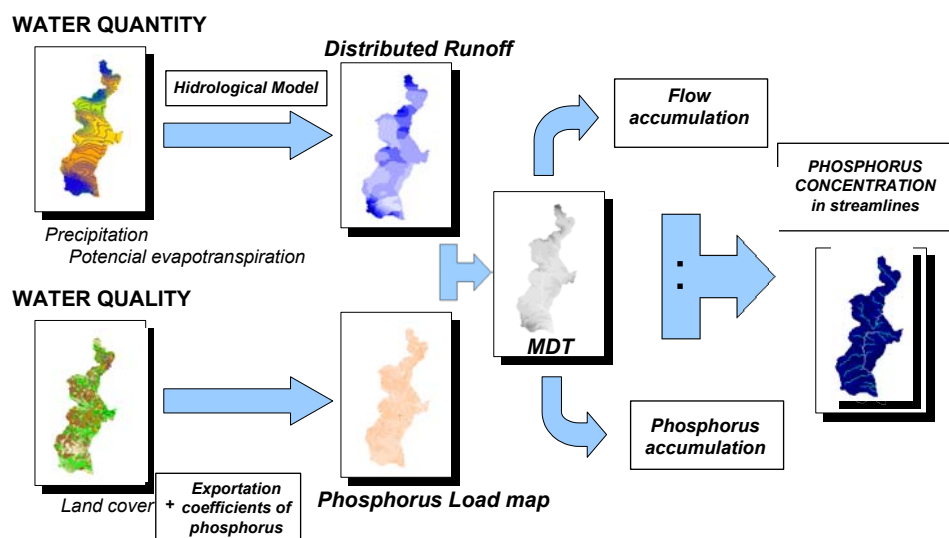 WATER QUANTITY
Hidrological Model
Distributed Runoff
Precipitation
Potencial evapotranspiration
WATER QUALITY
Land cover
+
Exportation
coefficients of
phosphorus
Phosphorus Load map
MDT
Flow
accumulation
Phosphorus
accumulation
:
PHOSPHORUS
CONCENTRATION
in streamlines